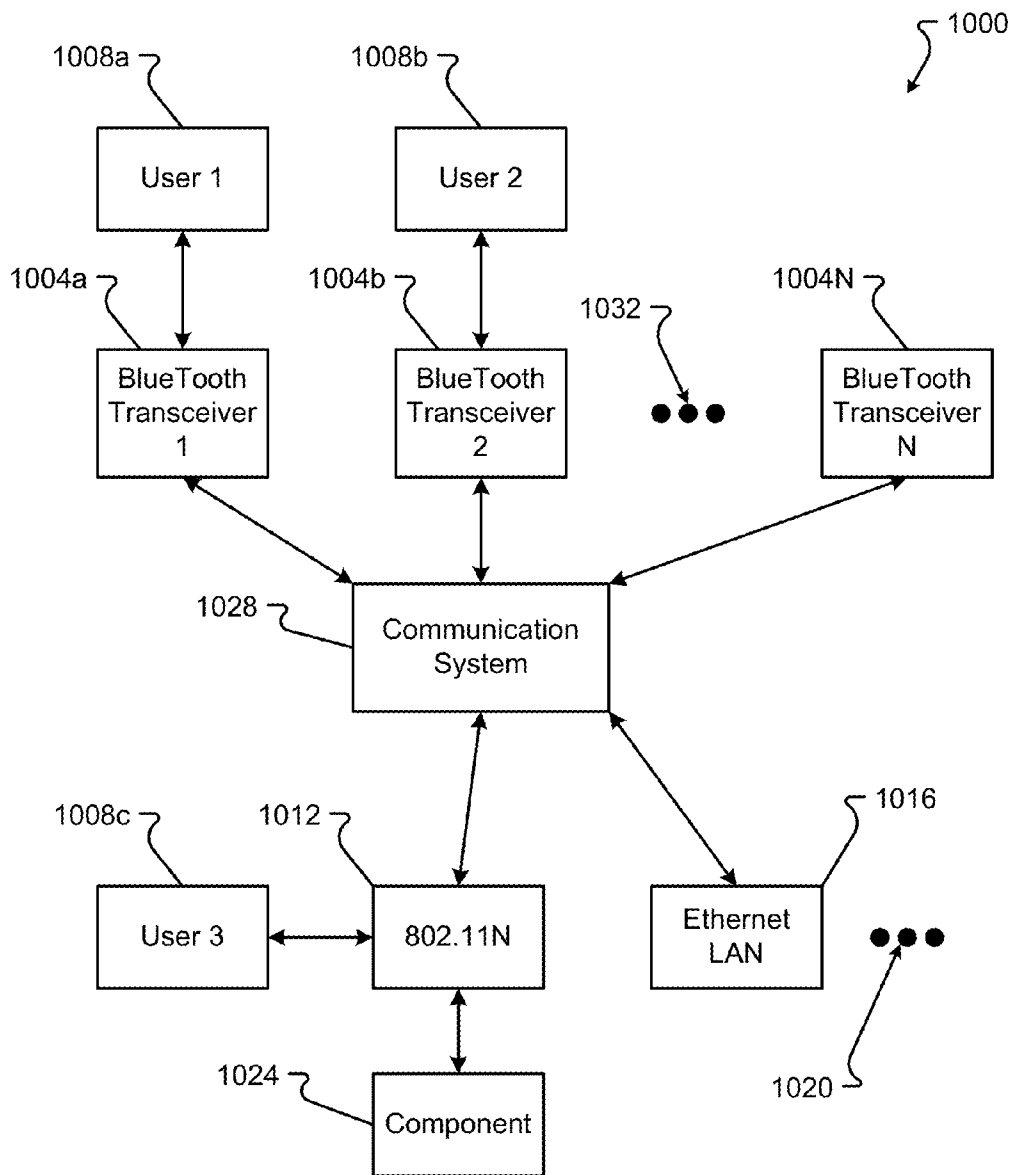 1000
1008a
1008b
User 1
User 2
1004a
1004b
1032
1004N
BlueTooth
Transceiver
1
BlueTooth
Transceiver
2
BlueTooth
Transceiver
N
1028
Communication
System
1008c
1012
1016
User 3
802.11N
Ethernet
LAN
1024
Component
1020